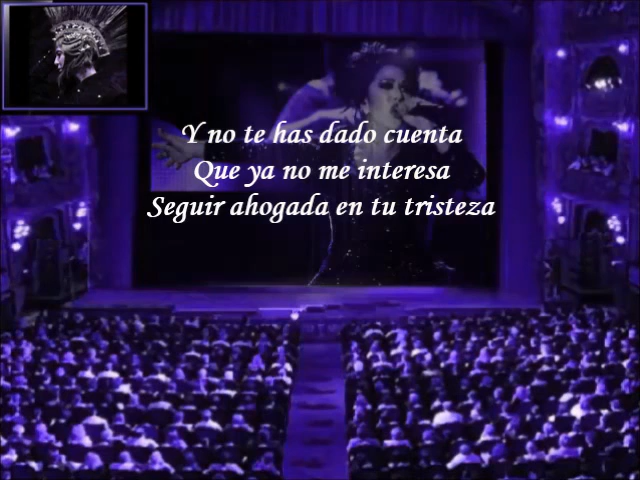 Y no te has dado cuenta
Que ya no me interesa
Seguir ahogada en tu tristeza